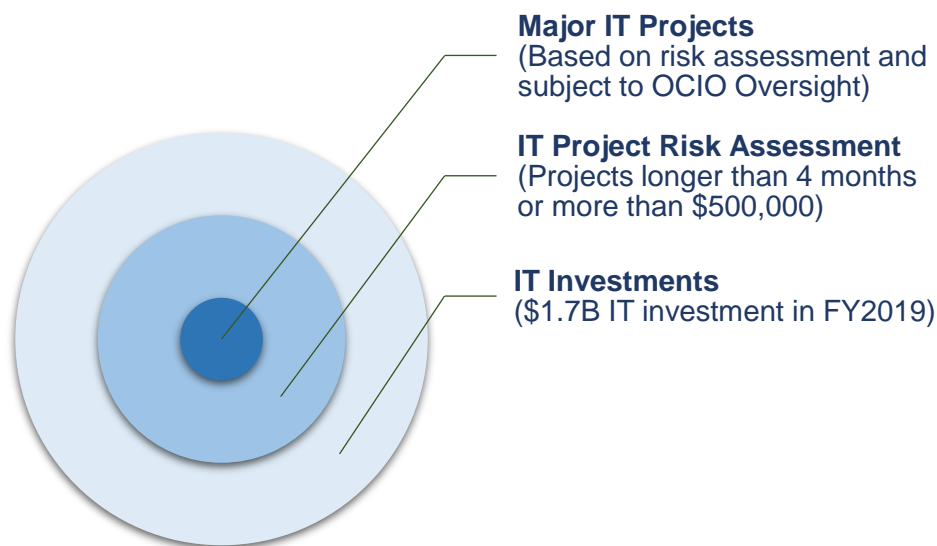 Major IT Projects
(Based on risk assessment and
subject to OCIO Oversight)
IT Project Risk Assessment
(Projects longer than 4 months
or more than $500,000)
IT Investments
($1.7B IT investment in FY2019)